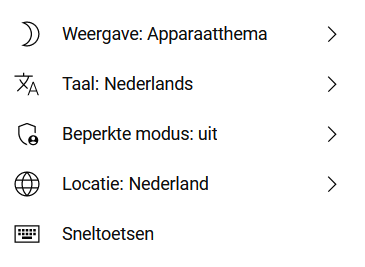 Weergave: Apparaatthema
Taal: Nederlands
Beperkte modus: uit
Locatie: Nederland
Sneltoetsen